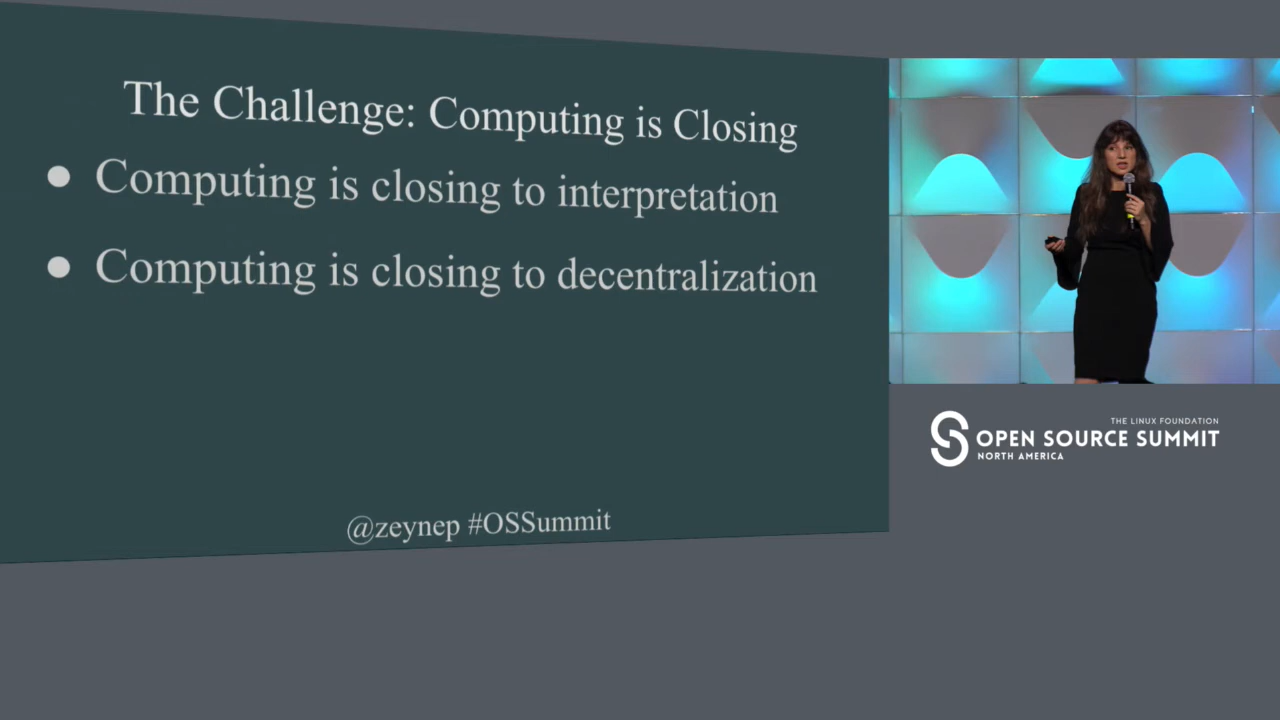 The Challenge: Computing is Closing
● Computing is closing to interpretation
● Computing is closing to decentralization
@zeynep #OSSummit
THE LINUX FOUNDATION
OPEN SOURCE SUMMIT
NORTH AMERICA